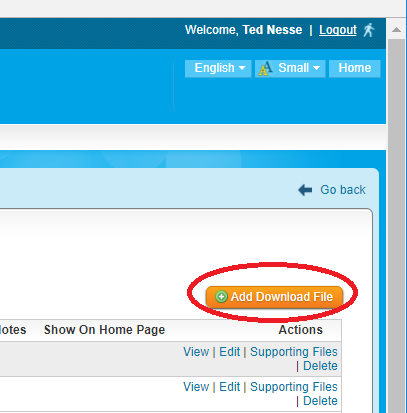 Welcome, Ted Nesse | Logout
English Small Home
Go back
Add Download File
Show On Home Page Actions
View | Edit | Supporting Files
| Delete
View | Edit | Supporting Files
| Delete